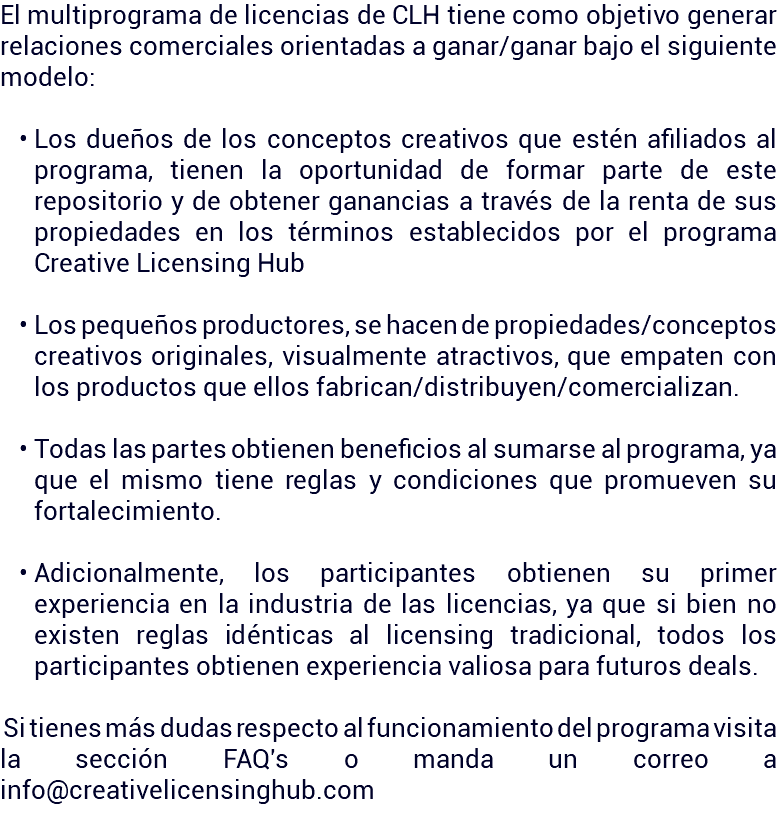 El multiprograma de licencias de CLH tiene como objetivo generar
relaciones comerciales orientadas a ganar/ganar bajo el siguiente
modelo:
• Los dueños de los conceptos creativos que estén afiliados al
programa, tienen la oportunidad de formar parte de este
repositorio y de obtener ganancias a través de la renta de sus
propiedades en los términos establecidos por el programa
Creative Licensing Hub
• Los pequeños productores, se hacen de propiedades/conceptos
creativos originales, visualmente atractivos, que empaten con
los productos que ellos fabrican/distribuyen/comercializan.
• Todas las partes obtienen beneficios al sumarse al programa, ya
que el mismo tiene reglas y condiciones que promueven su
fortalecimiento.
• Adicionalmente, los participantes obtienen su primer
experiencia en la industria de las licencias, ya que si bien no
existen reglas idénticas al licensing tradicional, todos los
participantes obtienen experiencia valiosa para futuros deals.
Si tienes más dudas respecto al funcionamiento del programa visita
la sección FAQ's o manda un correo a
info@creativelicensinghub.com